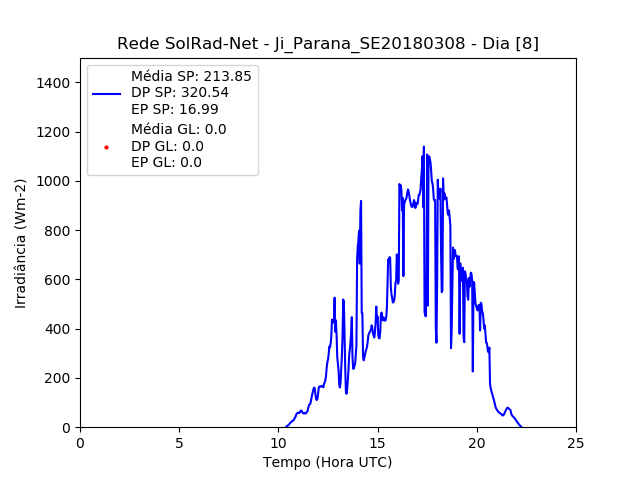 Rede SolRad-Net - Ji_Parana_SE20180308 - Dia [8]
Média SP: 213.85
DP SP: 320.54
EP SP: 16.99
Média GL: 0.0
DP GL: 0.0
EP GL: 0.0
1400
1200
1000
800
600
400
200
0
Irradiância (Wm-2)
0 5 10 15 20 25
Tempo (Hora UTC)